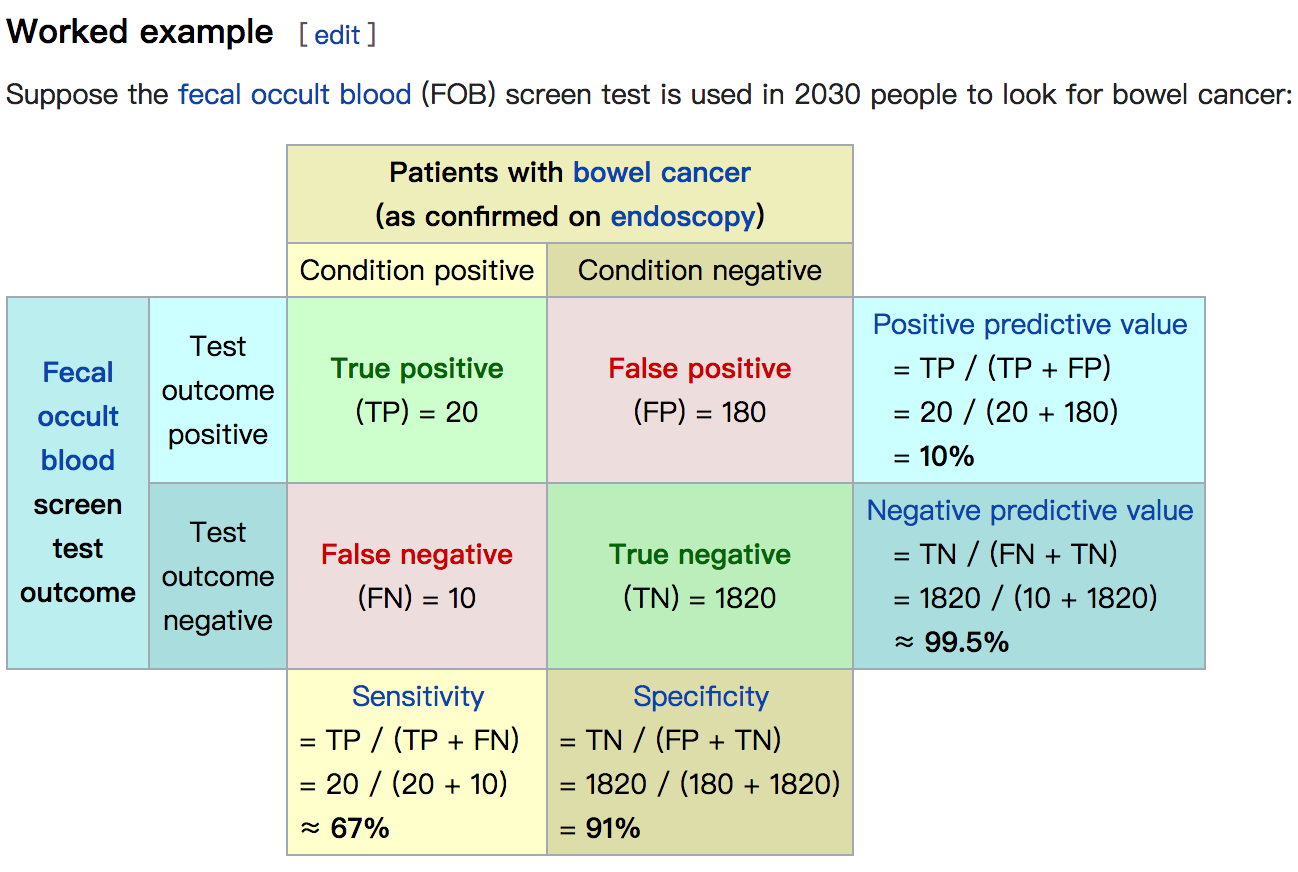 Worked example [ edit ]
Suppose the fecal occult blood (FOB) screen test is used in 2030 people to look for bowel cancer:
Patients with bowel cancer
(as confirmed on endoscopy)
Condition positive
Condition negative
Fecal
occult
blood
screen
test
outcome
Test
outcome
positive
True positive
(TP) = 20
False positive
(FP) = 180
Positive predictive value
= TP / (TP + FP)
= 20 / (20 + 180)
= 10%
Test
outcome
negative
False negative
(FN) = 10
True negative
(TN) = 1820
Negative predictive value
= TN / (FN + TN)
= 1820 / (10 + 1820)
≈ 99.5%
Sensitivity
= TP / (TP + FN)
= 20 / (20 + 10)
≈ 67%
Specificity
= TN / (FP + TN)
= 1820 / (180 + 1820)
= 91%